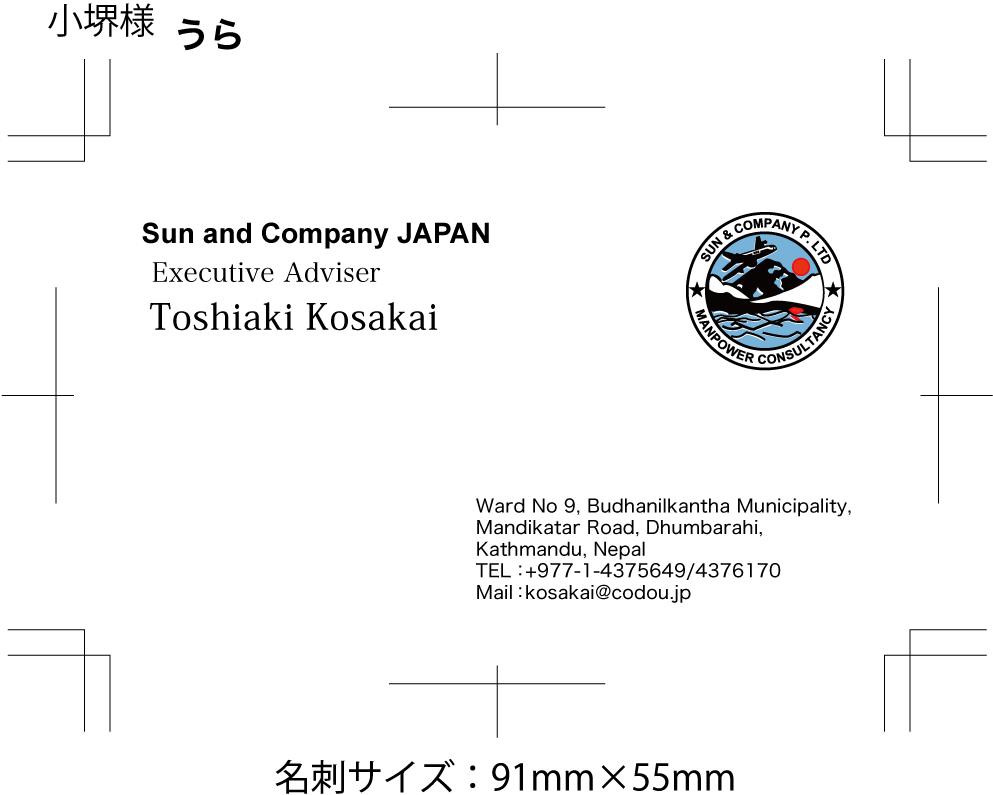 小堺様 うら
Sun and Company JAPAN
Executive Adviser
Toshiaki Kosakai
SUN & COMPANY P. LTD
MANPOWER CONSULTANCY
Ward No 9, Budhanilkantha Municipality,
Mandikatar Road, Dhumbarahi,
Kathmandu, Nepal
TEL：+977-1-4375649/4376170
Mail：kosakai@codou.jp
名刺サイズ：91mm×55mm